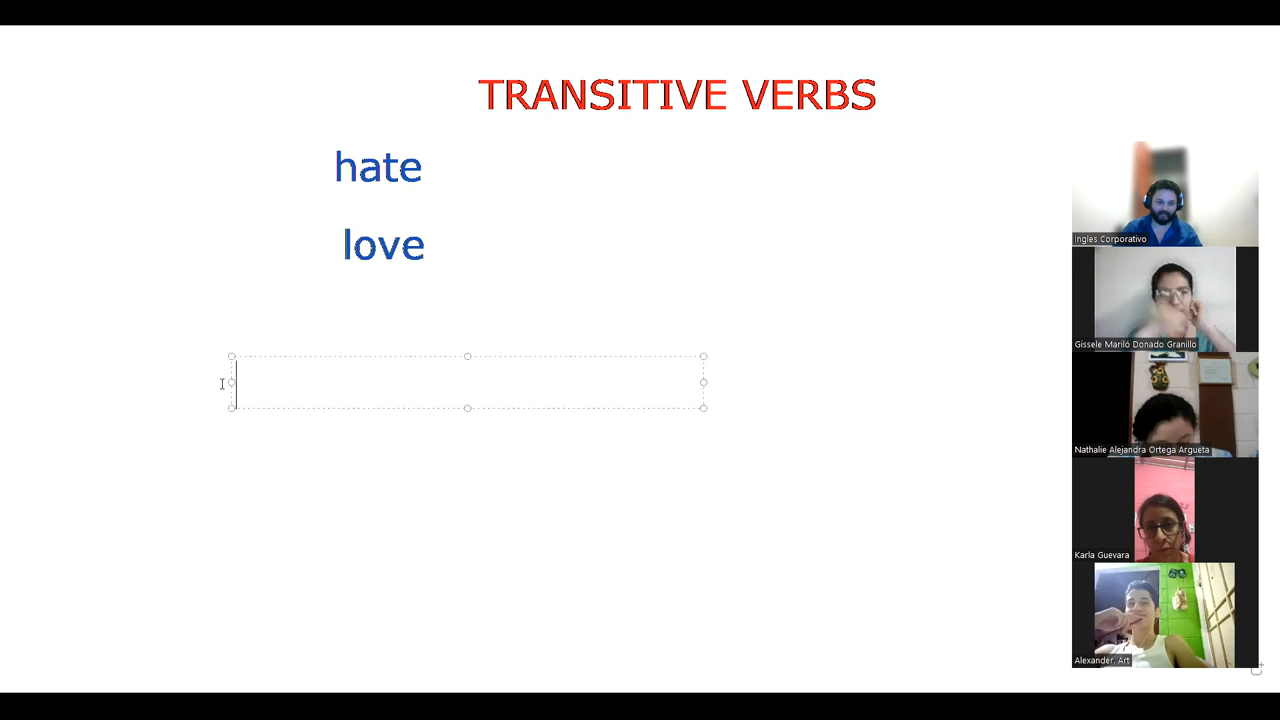 TRANSITIVE VERBS
hate
love
Ingles Corporativo
Gissele Mariló Donado Granillo
Nathalie Alejandra Ortega Argueta
Karla Guevara
Alexander. Art